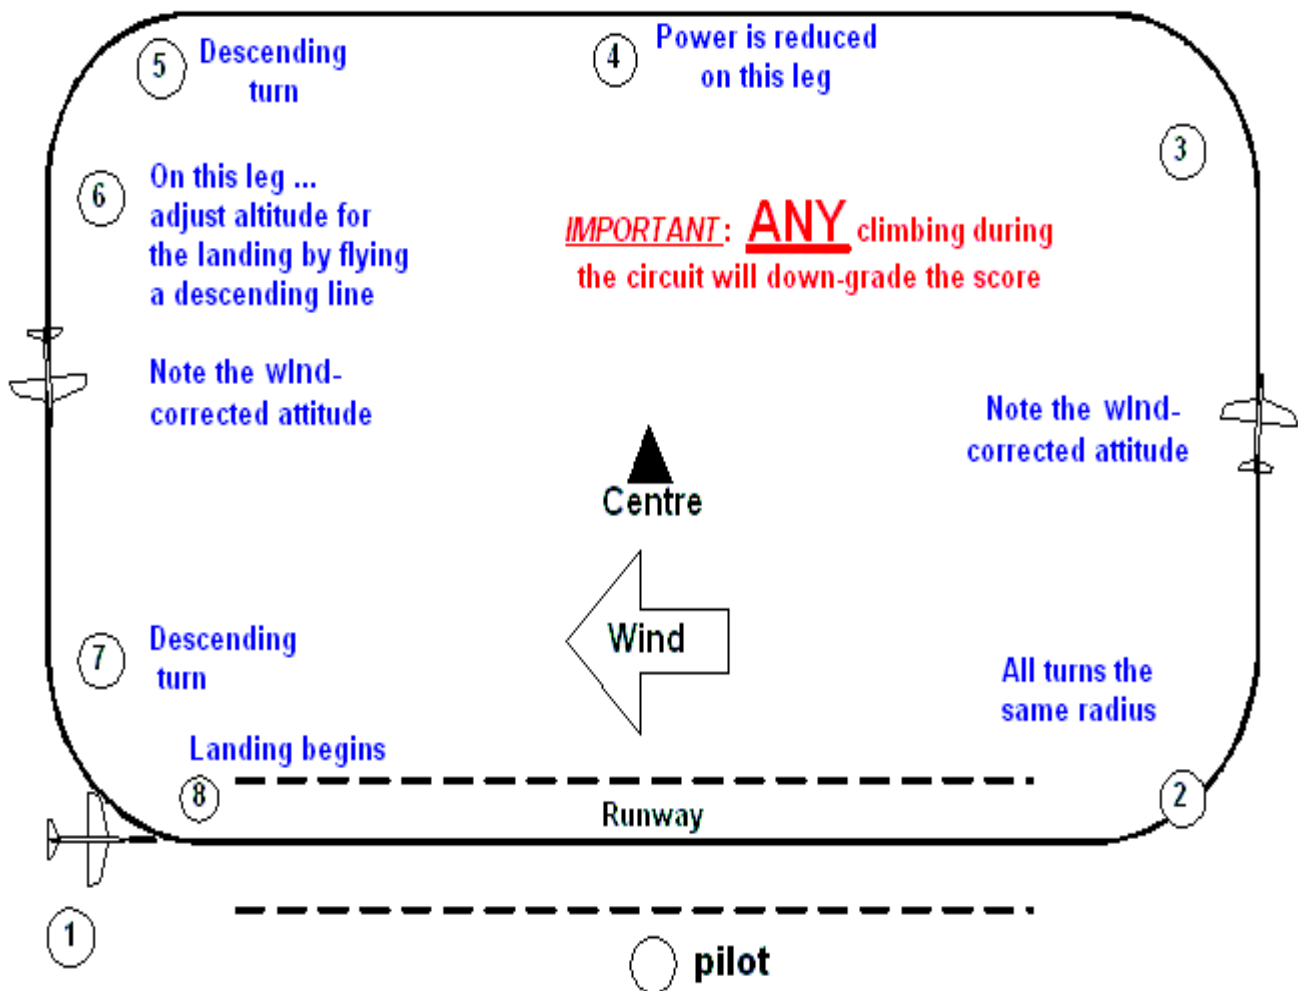 5 Descending
turn
4 Power is reduced
on this leg
3
6 On this leg ...
adjust altitude for
the landing by flying
a descending line
IMPORTANT: ANY climbing during
the circuit will down-grade the score
Note the wInd-
corrected attitude
Note the wInd-
corrected attitude
Centre
Wind
7 Descending
turn
All turns the
same radius
Landing begins
8
2
Runway
1
pilot